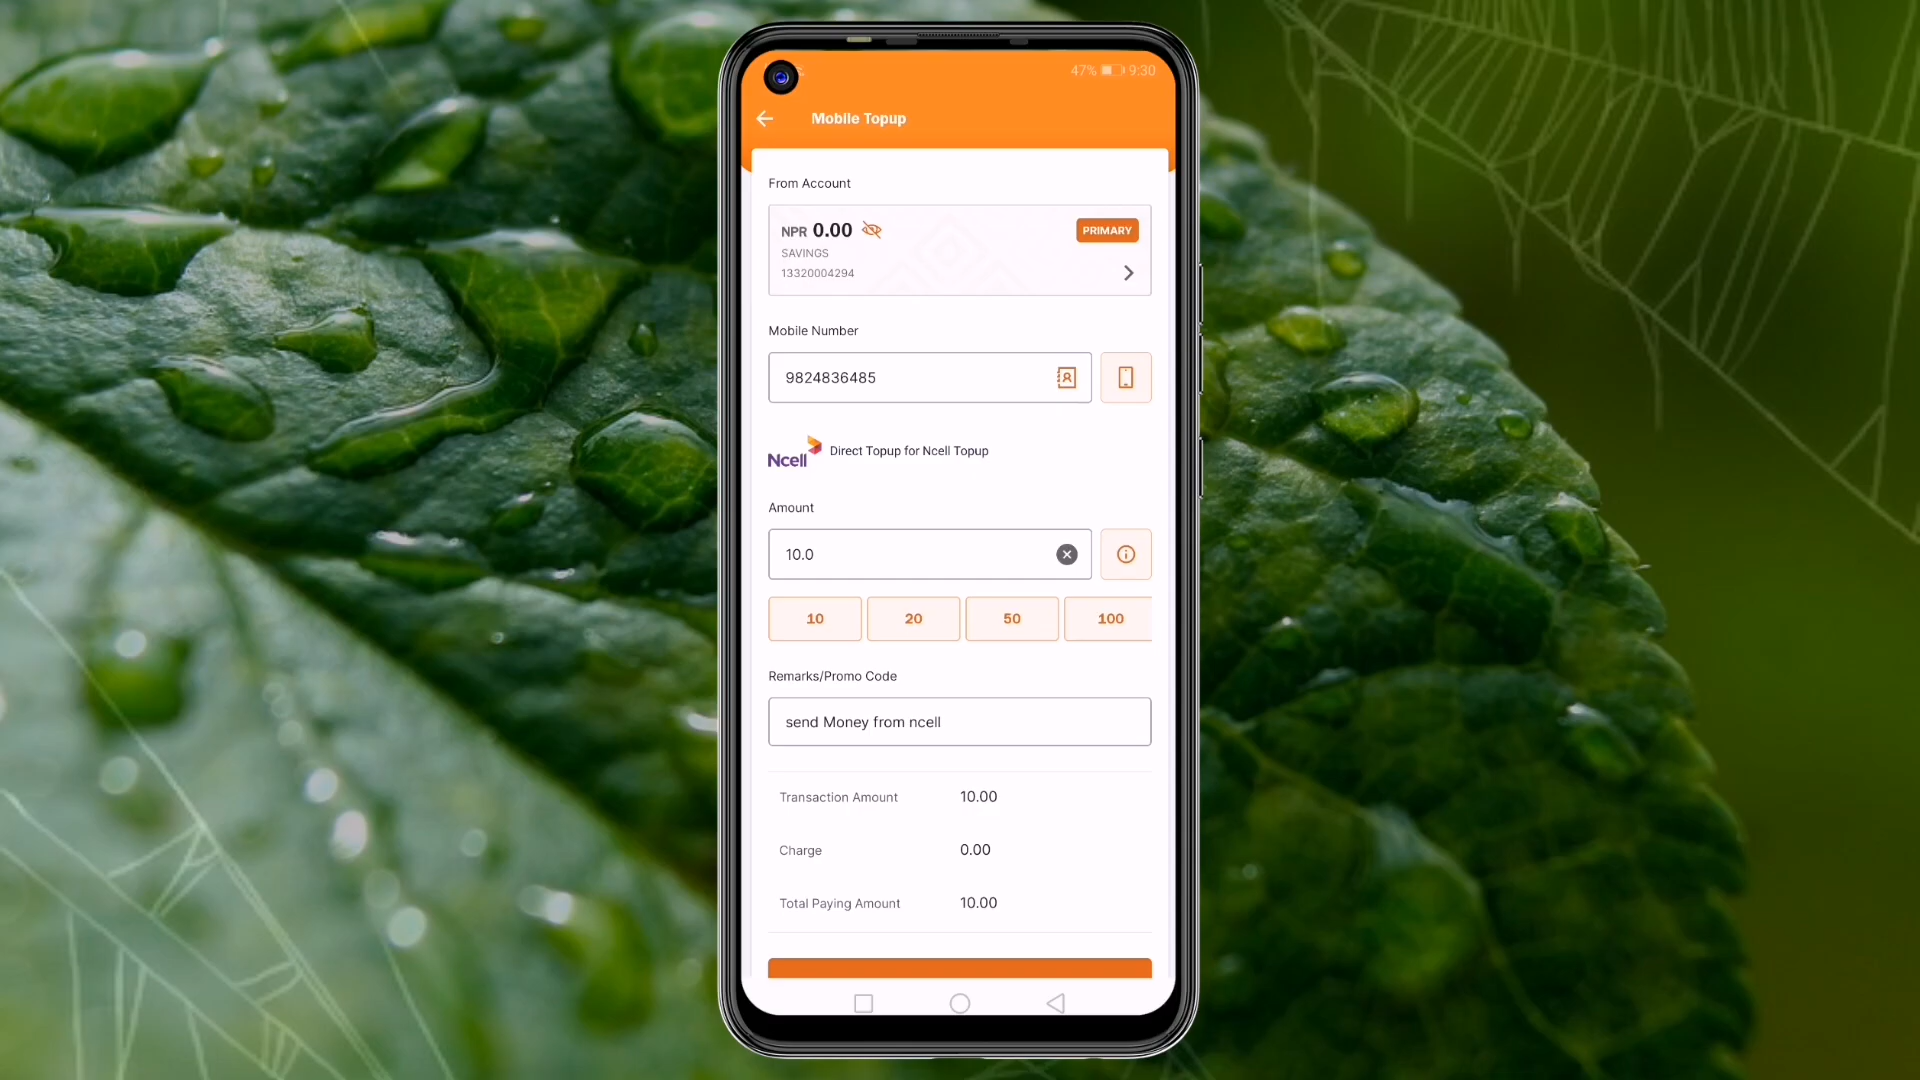 47% 9:30
Mobile Topup
From Account
NPR 0.00
PRIMARY
SAVINGS
13320004294
Mobile Number
9824836485
Ncell Direct Topup for Ncell Topup
Amount
10.0
10 20 50 100
Remarks/Promo Code
send Money from ncell
Transaction Amount 10.00
Charge 0.00
Total Paying Amount 10.00